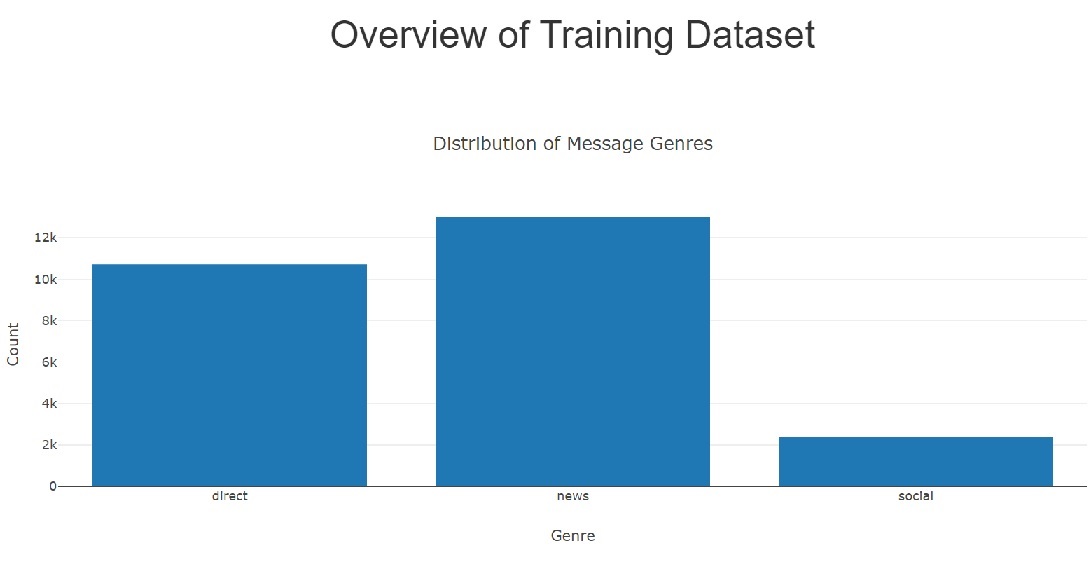 Overview of Training Dataset
Distribution of Message Genres
12k
10k
8k
6k
4k
2k
0
Count
direct
news
social
Genre